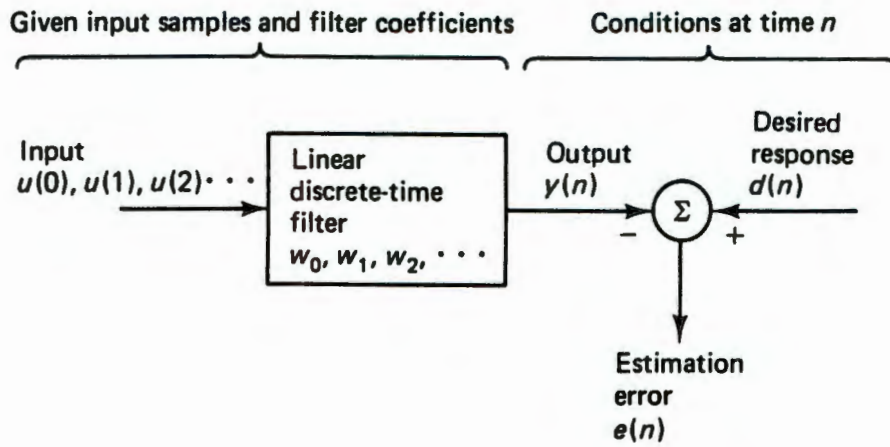 Given input samples and filter coefficients
Conditions at time n
Input
u(0), u(1), u(2)· · ·
Linear
discrete-time
filter
w₀, w₁, w₂, · · ·
Output
y(n)
Desired
response
d(n)
Σ
−
+
Estimation
error
e(n)